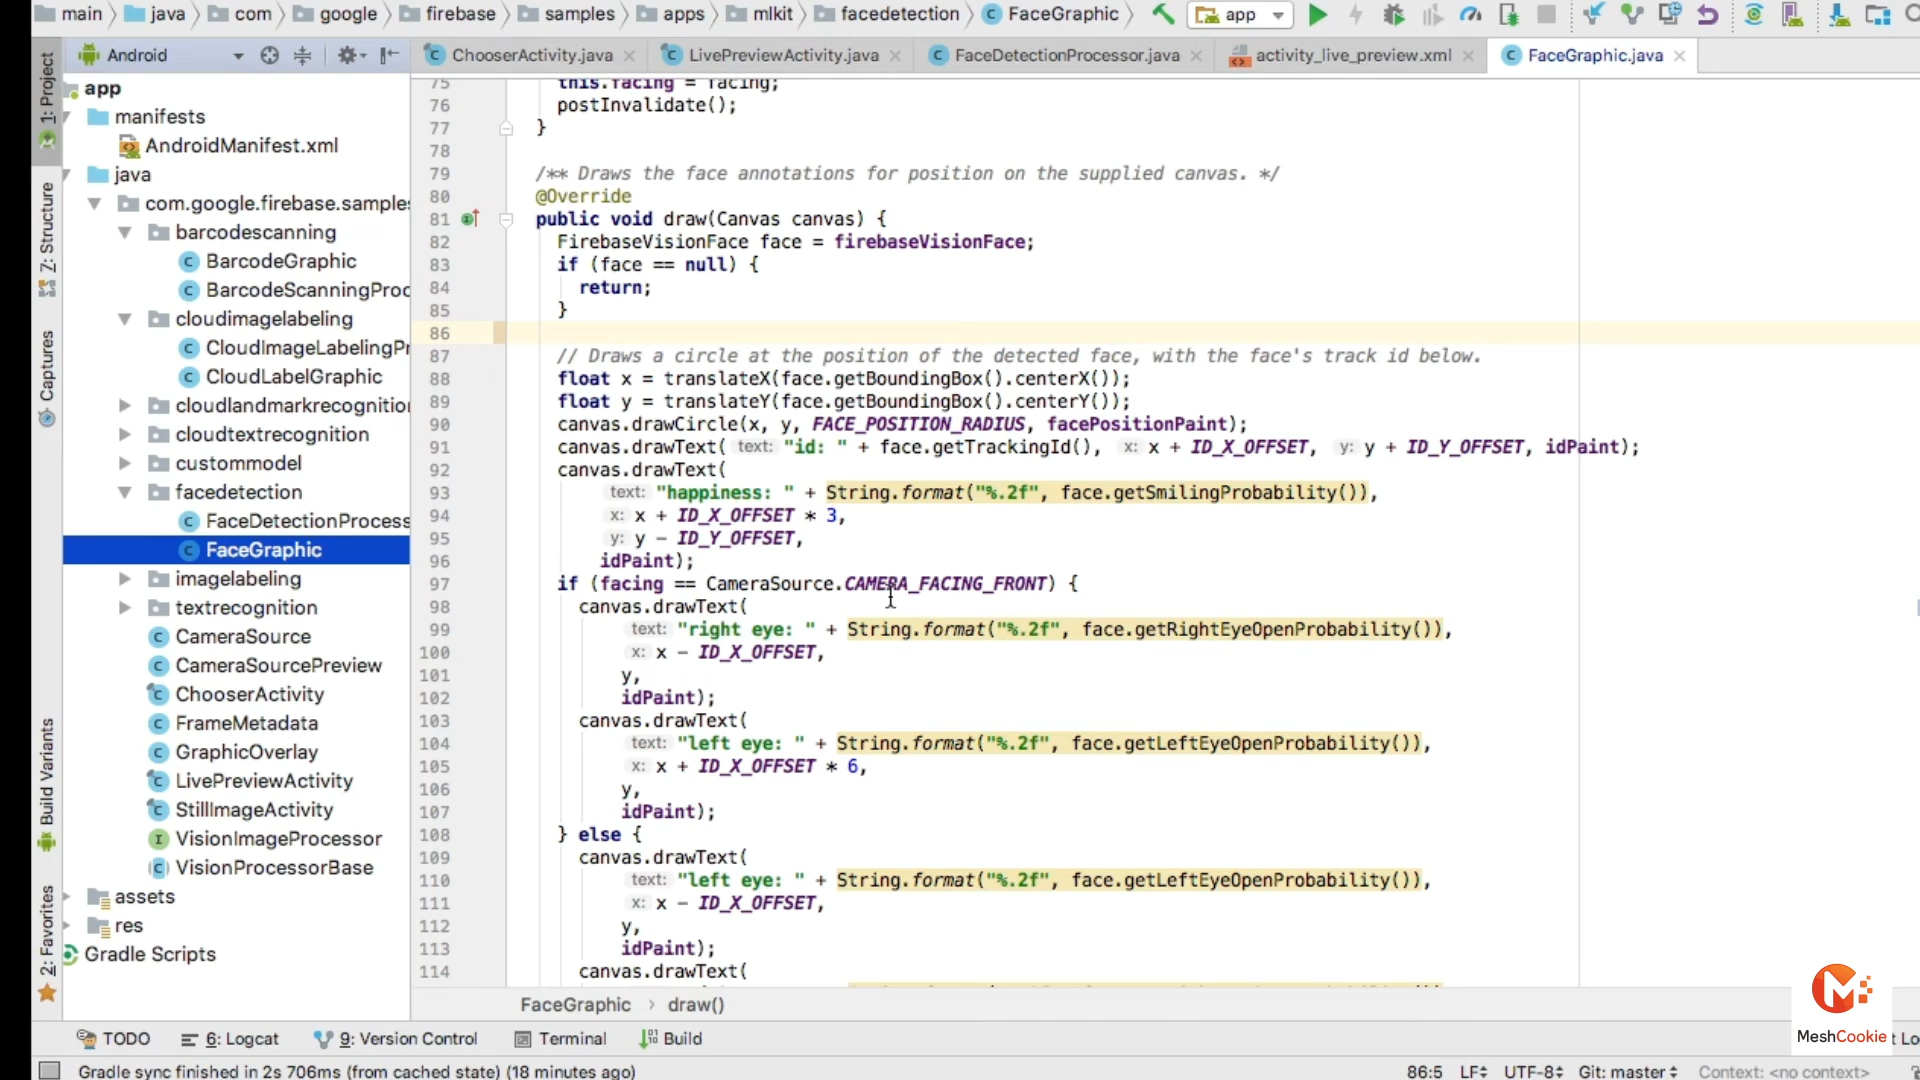 main java com google firebase samples apps mlkit facedetection FaceGraphic app
1: Project
Z: Structure
Captures
Build Variants
2: Favorites
Android
app
manifests
AndroidManifest.xml
java
com.google.firebase.samples
barcodescanning
BarcodeGraphic
BarcodeScanningProc
cloudimagelabeling
CloudImageLabelingPr
CloudLabelGraphic
cloudlandmarkrecognition
cloudtextrecognition
custommodel
facedetection
FaceDetectionProcess
FaceGraphic
imagelabeling
textrecognition
CameraSource
CameraSourcePreview
ChooserActivity
FrameMetadata
GraphicOverlay
LivePreviewActivity
StillImageActivity
VisionImageProcessor
VisionProcessorBase
assets
res
Gradle Scripts
ChooserActivity.java LivePreviewActivity.java FaceDetectionProcessor.java activity_live_preview.xml FaceGraphic.java
75 this.facing = facing;
76 postInvalidate();
77 }
78
79 /** Draws the face annotations for position on the supplied canvas. */
80 @Override
81 public void draw(Canvas canvas) {
82 FirebaseVisionFace face = firebaseVisionFace;
83 if (face == null) {
84 return;
85 }
86
87 // Draws a circle at the position of the detected face, with the face's track id below.
88 float x = translateX(face.getBoundingBox().centerX());
89 float y = translateY(face.getBoundingBox().centerY());
90 canvas.drawCircle(x, y, FACE_POSITION_RADIUS, facePositionPaint);
91 canvas.drawText( text: "id: " + face.getTrackingId(), x: x + ID_X_OFFSET, y: y + ID_Y_OFFSET, idPaint);
92 canvas.drawText(
93 text: "happiness: " + String.format("%.2f", face.getSmilingProbability()),
94 x: x + ID_X_OFFSET * 3,
95 y: y - ID_Y_OFFSET,
96 idPaint);
97 if (facing == CameraSource.CAMERA_FACING_FRONT) {
98 canvas.drawText(
99 text: "right eye: " + String.format("%.2f", face.getRightEyeOpenProbability()),
100 x: x - ID_X_OFFSET,
101 y,
102 idPaint);
103 canvas.drawText(
104 text: "left eye: " + String.format("%.2f", face.getLeftEyeOpenProbability()),
105 x: x + ID_X_OFFSET * 6,
106 y,
107 idPaint);
108 } else {
109 canvas.drawText(
110 text: "left eye: " + String.format("%.2f", face.getLeftEyeOpenProbability()),
111 x: x - ID_X_OFFSET,
112 y,
113 idPaint);
114 canvas.drawText(
FaceGraphic > draw()
MeshCookie
TODO 6: Logcat 9: Version Control Terminal Build
Gradle sync finished in 2s 706ms (from cached state) (18 minutes ago) 86:5 LF UTF-8 Git: master Context: <no context>